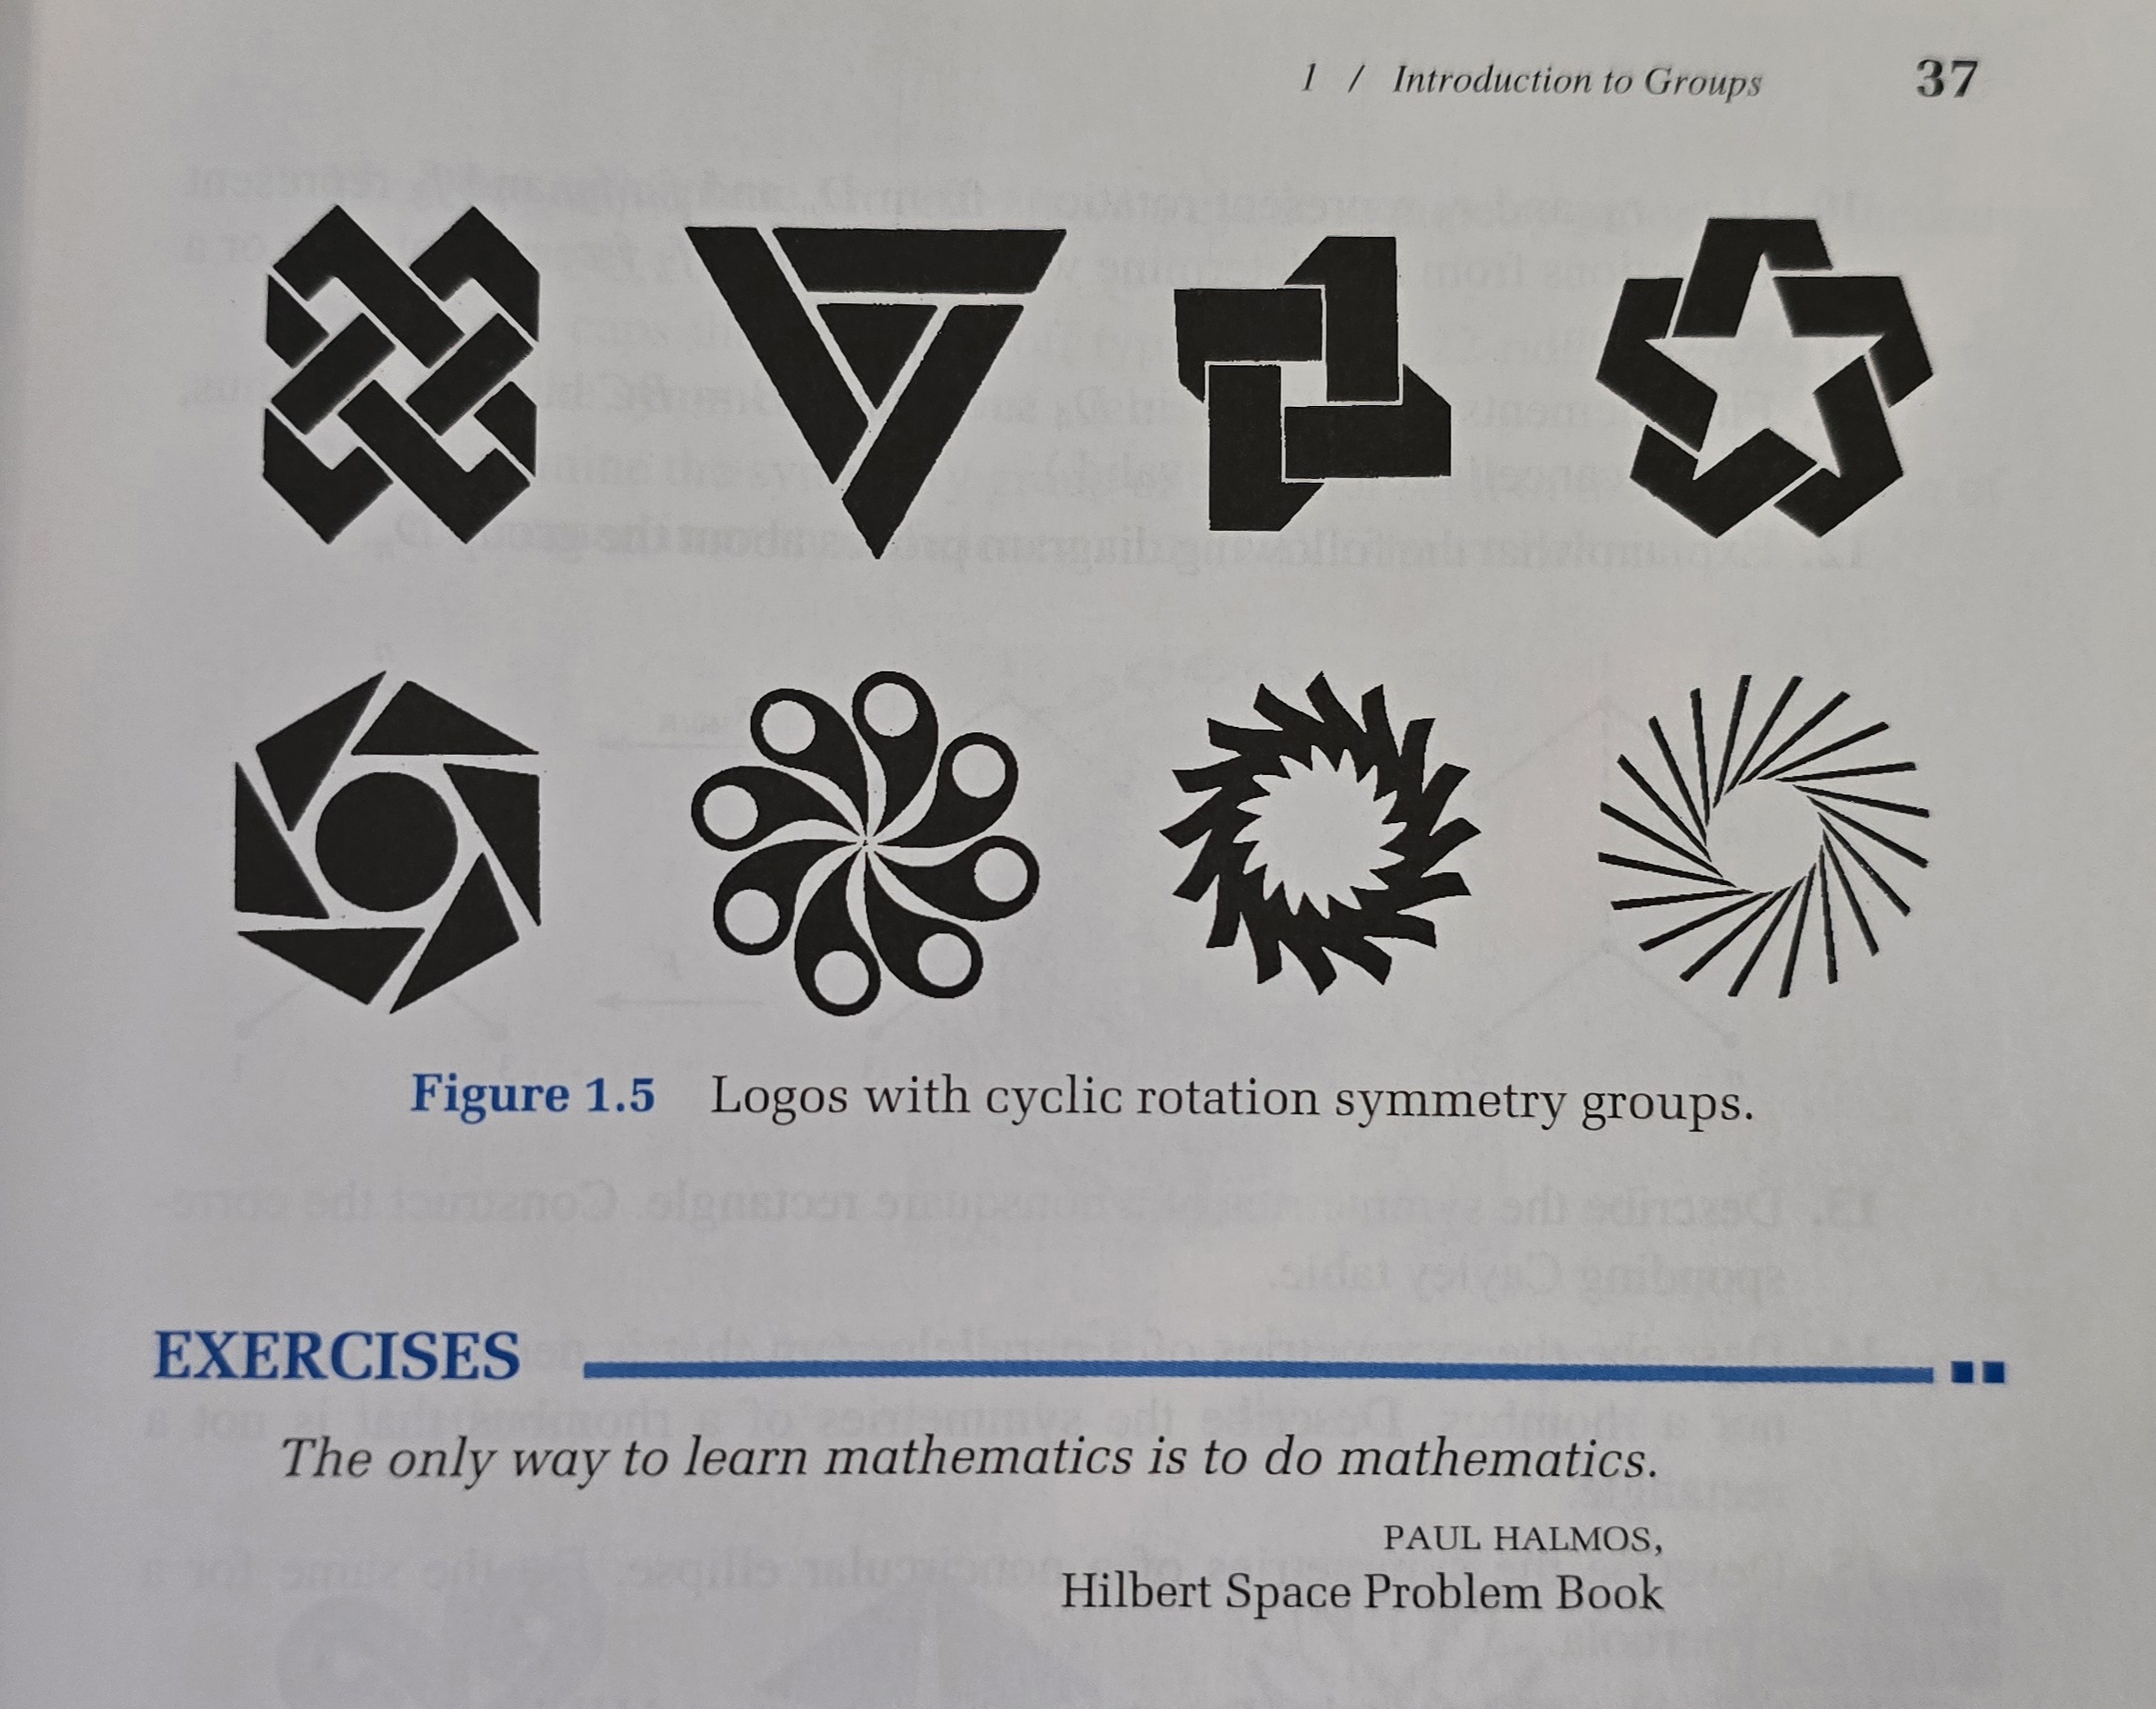 1 / Introduction to Groups 37
Figure 1.5 Logos with cyclic rotation symmetry groups.
EXERCISES
The only way to learn mathematics is to do mathematics.
PAUL HALMOS,
Hilbert Space Problem Book